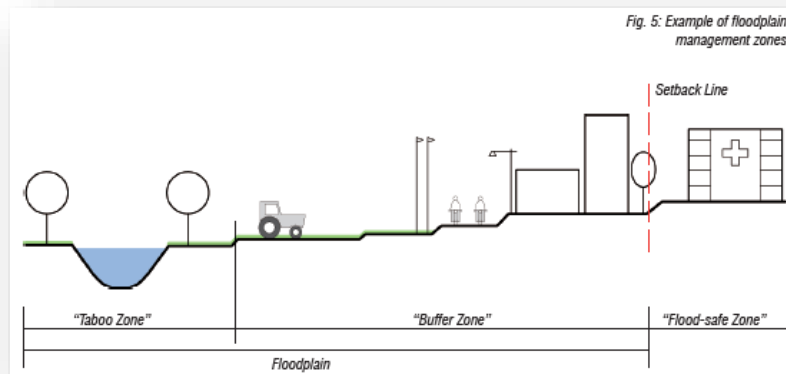 Fig. 5: Example of floodplain
management zones
Setback Line
“Taboo Zone”
“Buffer Zone”
“Flood-safe Zone”
Floodplain